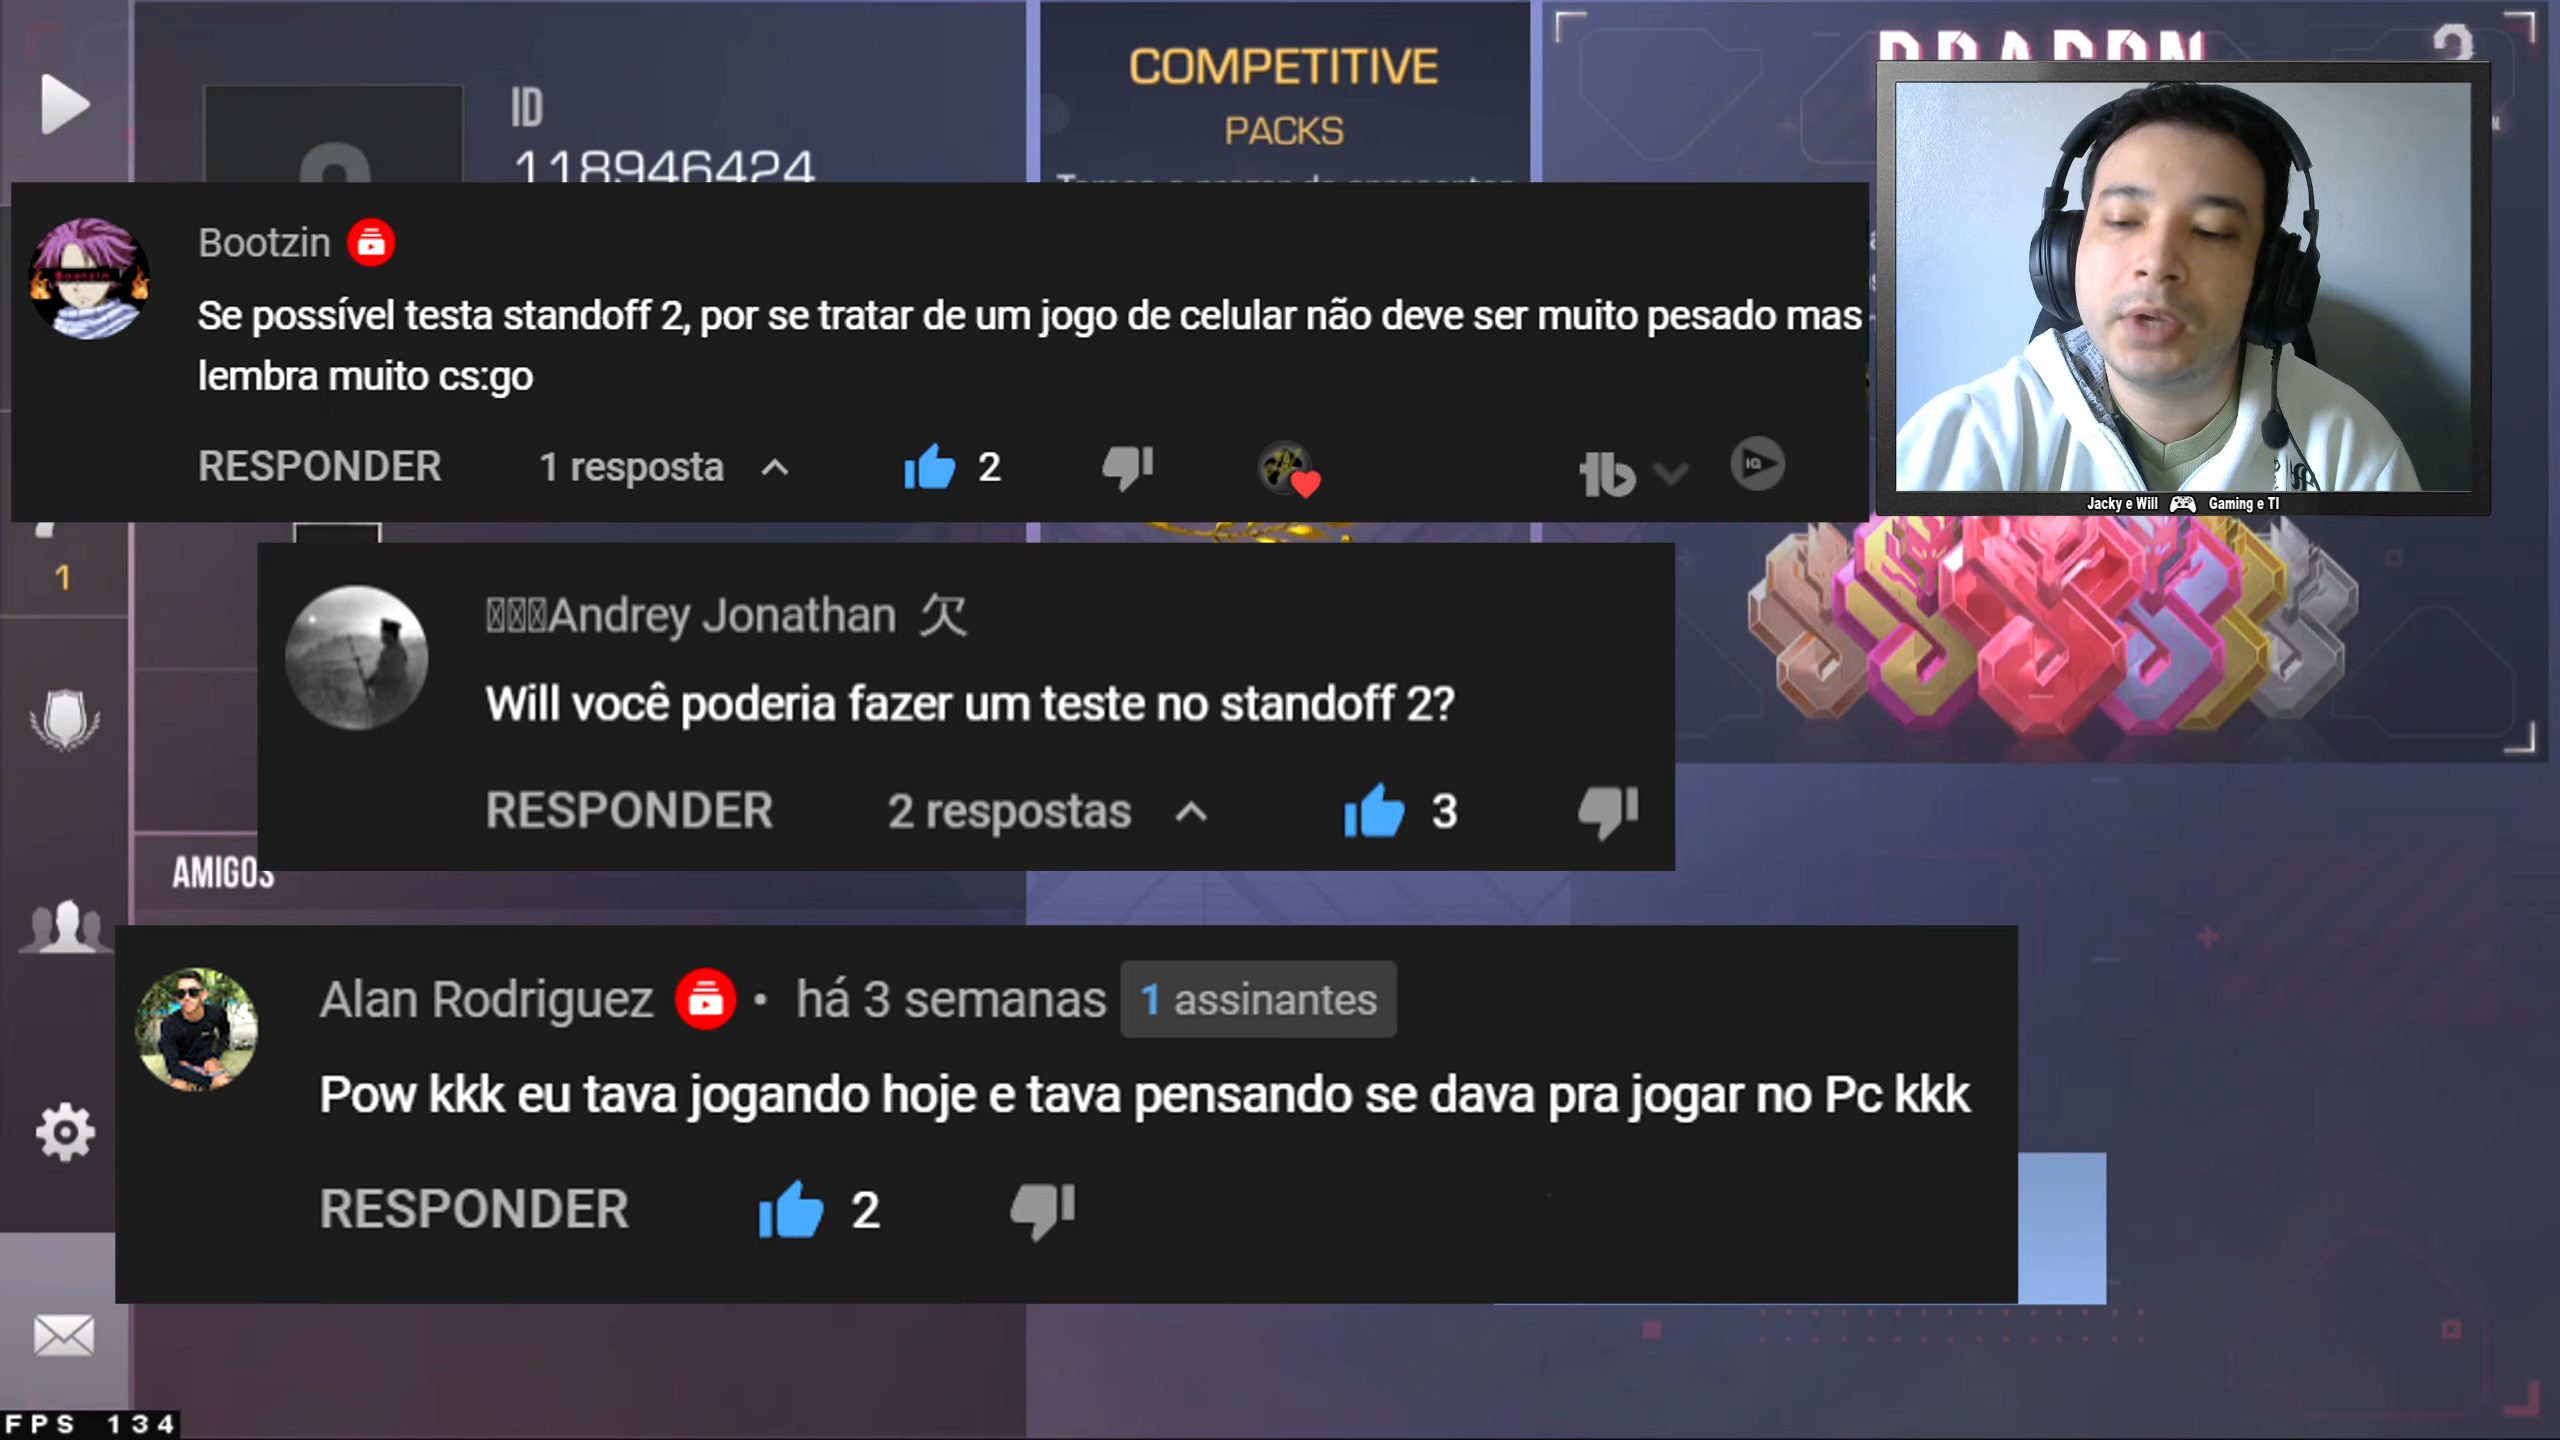 COMPETITIVE
PACKS
ID
118946424
Bootzin
Se possível testa standoff 2, por se tratar de um jogo de celular não deve ser muito pesado mas
lembra muito cs:go
RESPONDER 1 resposta 2
Jacky e Will Gaming e TI
1
Andrey Jonathan 欠
Will você poderia fazer um teste no standoff 2?
RESPONDER 2 respostas 3
AMIGOS
Alan Rodriguez • há 3 semanas 1 assinantes
Pow kkk eu tava jogando hoje e tava pensando se dava pra jogar no Pc kkk
RESPONDER 2
FPS 134